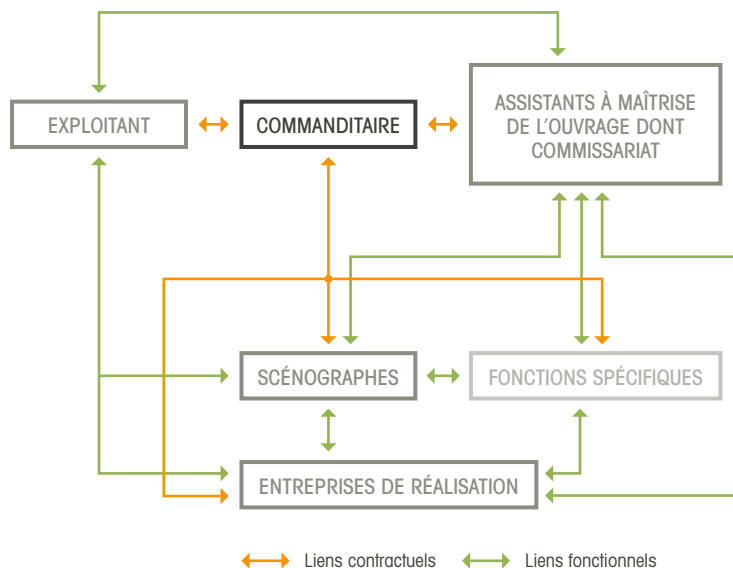 EXPLOITANT
COMMANDITAIRE
ASSISTANTS À MAÎTRISE
DE L'OUVRAGE DONT
COMMISSARIAT
SCÉNOGRAPHES
FONCTIONS SPÉCIFIQUES
ENTREPRISES DE RÉALISATION
Liens contractuels
Liens fonctionnels